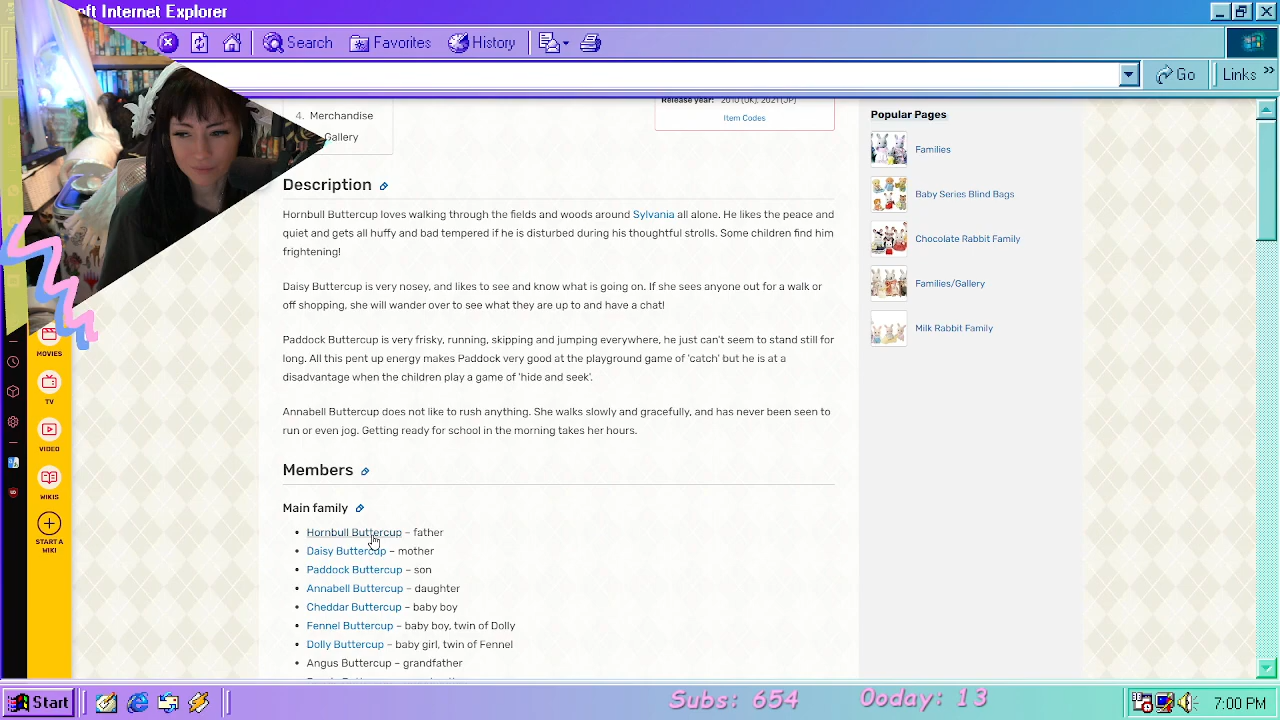 ft Internet Explorer
Search
Favorites
History
Go
Links »
4. Merchandise
Gallery
Release year: 2010 (UK), 2021 (JP)
Item Codes
Description
Hornbull Buttercup loves walking through the fields and woods around Sylvania all alone. He likes the peace and
quiet and gets all huffy and bad tempered if he is disturbed during his thoughtful strolls. Some children find him
frightening!
Daisy Buttercup is very nosey, and likes to see and know what is going on. If she sees anyone out for a walk or
off shopping, she will wander over to see what they are up to and have a chat!
Paddock Buttercup is very frisky, running, skipping and jumping everywhere, he just can't seem to stand still for
long. All this pent up energy makes Paddock very good at the playground game of 'catch' but he is at a
disadvantage when the children play a game of 'hide and seek'.
Annabell Buttercup does not like to rush anything. She walks slowly and gracefully, and has never been seen to
run or even jog. Getting ready for school in the morning takes her hours.
Members
Main family
• Hornbull Buttercup – father
• Daisy Buttercup – mother
• Paddock Buttercup – son
• Annabell Buttercup – daughter
• Cheddar Buttercup – baby boy
• Fennel Buttercup – baby boy, twin of Dolly
• Dolly Buttercup – baby girl, twin of Fennel
• Angus Buttercup – grandfather
Popular Pages
Families
Baby Series Blind Bags
Chocolate Rabbit Family
Families/Gallery
Milk Rabbit Family
MOVIES
TV
VIDEO
WIKIS
START A
WIKI
Start
Subs: 654
Ooday: 13
7:00 PM